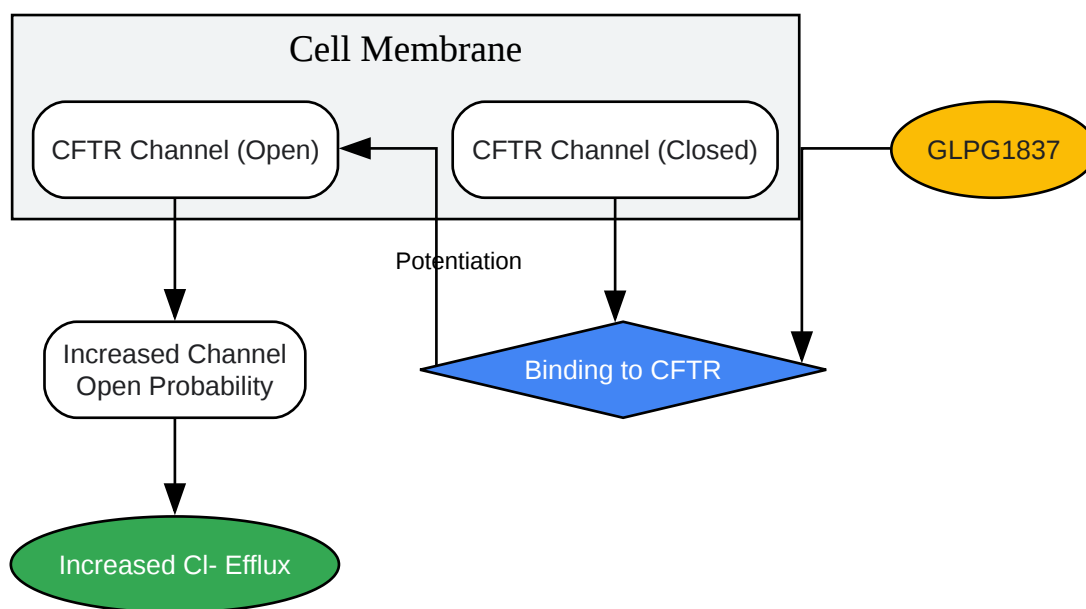 Cell Membrane
CFTR Channel (Open)
CFTR Channel (Closed)
GLPG1837
Potentiation
Increased Channel
Open Probability
Binding to CFTR
Increased Cl- Efflux